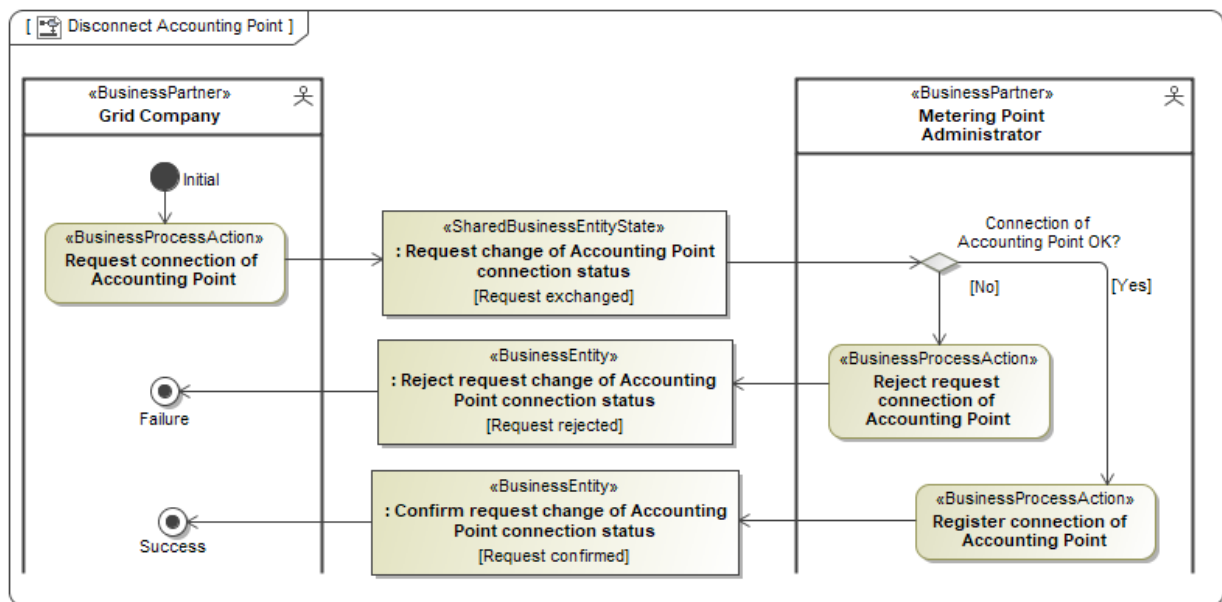 [ Disconnect Accounting Point ]
«BusinessPartner»
Grid Company
«BusinessPartner»
Metering Point
Administrator
Initial
«BusinessProcessAction»
Request connection of
Accounting Point
«SharedBusinessEntityState»
: Request change of Accounting Point
connection status
[Request exchanged]
Connection of
Accounting Point OK?
[No]
[Yes]
«BusinessProcessAction»
Reject request
connection of
Accounting Point
«BusinessEntity»
: Reject request change of Accounting
Point connection status
[Request rejected]
Failure
«BusinessProcessAction»
Register connection of
Accounting Point
«BusinessEntity»
: Confirm request change of Accounting
Point connection status
[Request confirmed]
Success